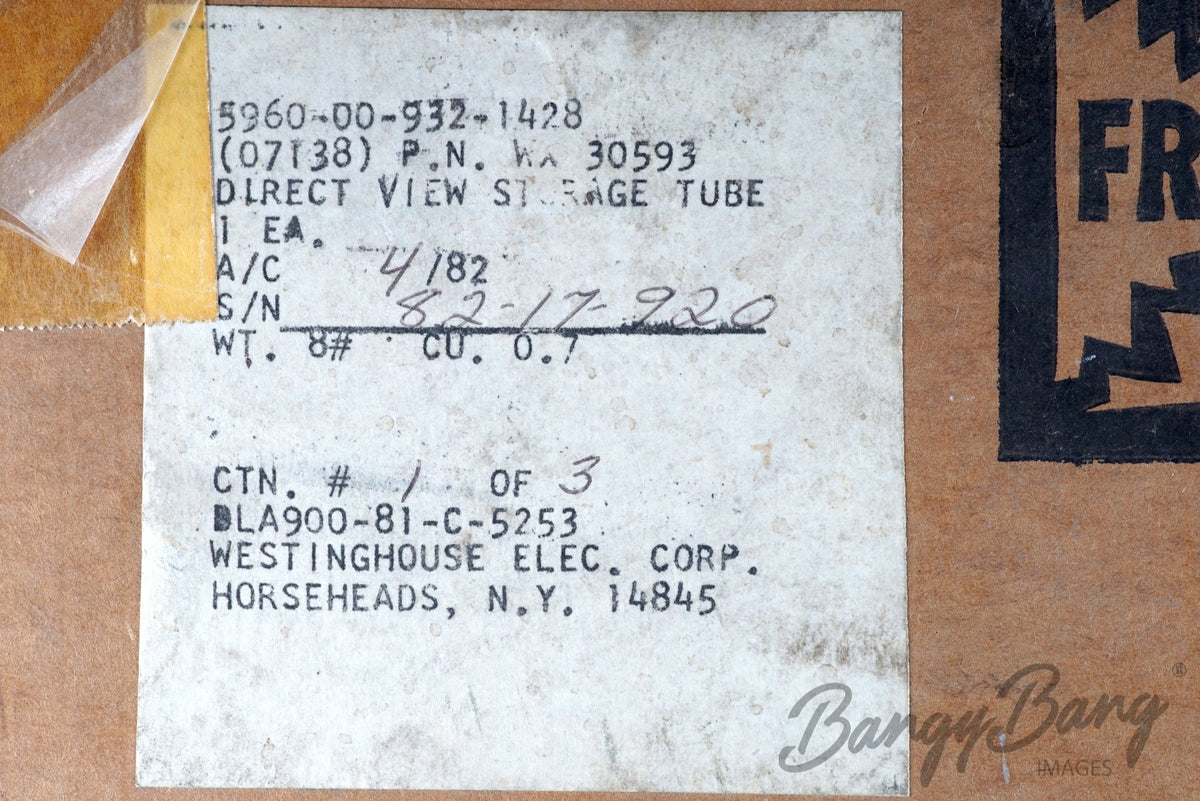 5960-00-932-1428
(07138) P.N. WX 30593
DIRECT VIEW STORAGE TUBE
1 EA.
A/C 4/82
S/N 82-17-920
WT. 8# CU. 0.7
CTN. # 1 OF 3
DLA900-81-C-5253
WESTINGHOUSE ELEC. CORP.
HORSEHEADS, N.Y. 14845
FR
BangyBang®
IMAGES